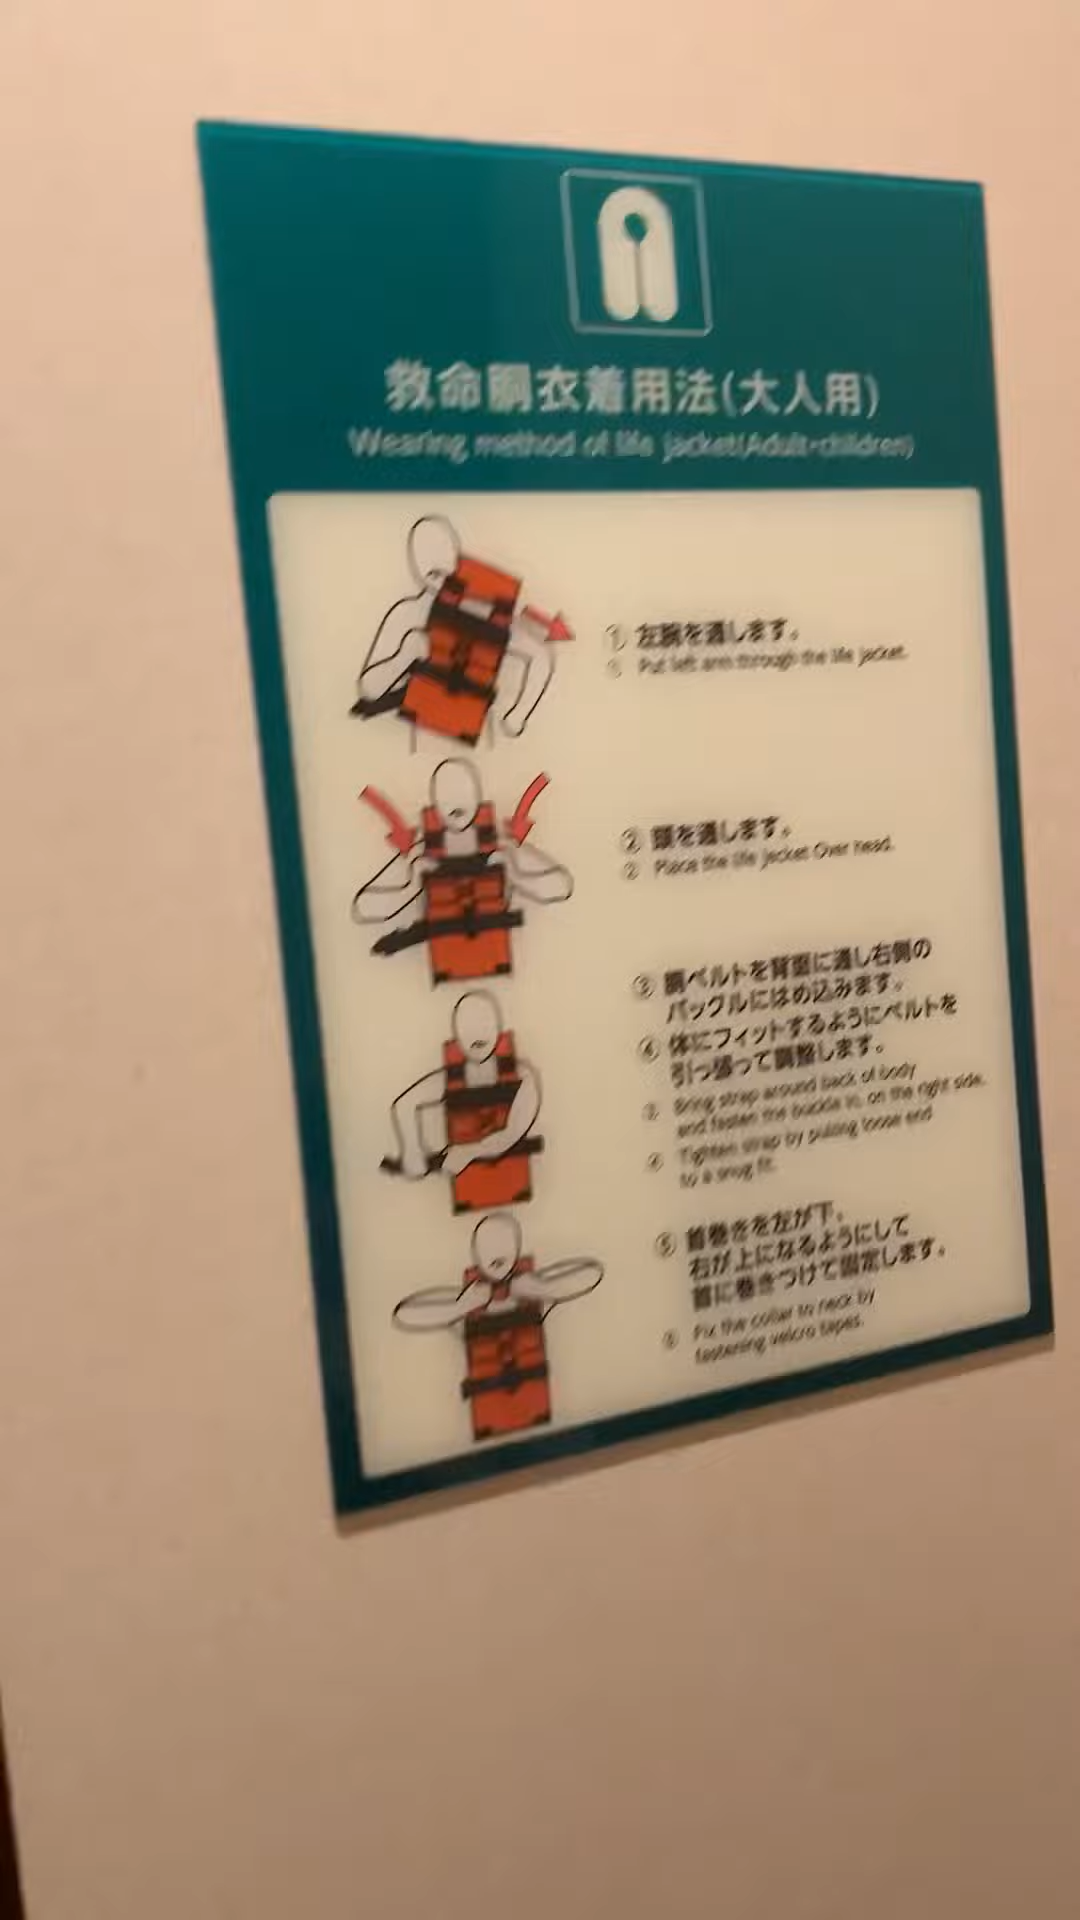 救命胴衣着用法(大人用)
Wearing method of life jacket(Adult・children)
① 左腕を通します。
① Put left arm through the life jacket.
② 頭を通します。
② Place the life jacket Over head.
③ 胴ベルトを背面に通し右側の
バックルにはめ込みます。
④ 体にフィットするようにベルトを
引っ張って調整します。
③ Bring strap around back of body
and fasten the buckle in, on the right side.
④ Tighten strap by pulling loose end
to a snug fit.
⑤ 首巻きを左が下、
右が上になるようにして
首に巻きつけて固定します。
⑤ Fix the collar to neck by
fastening velcro tapes.